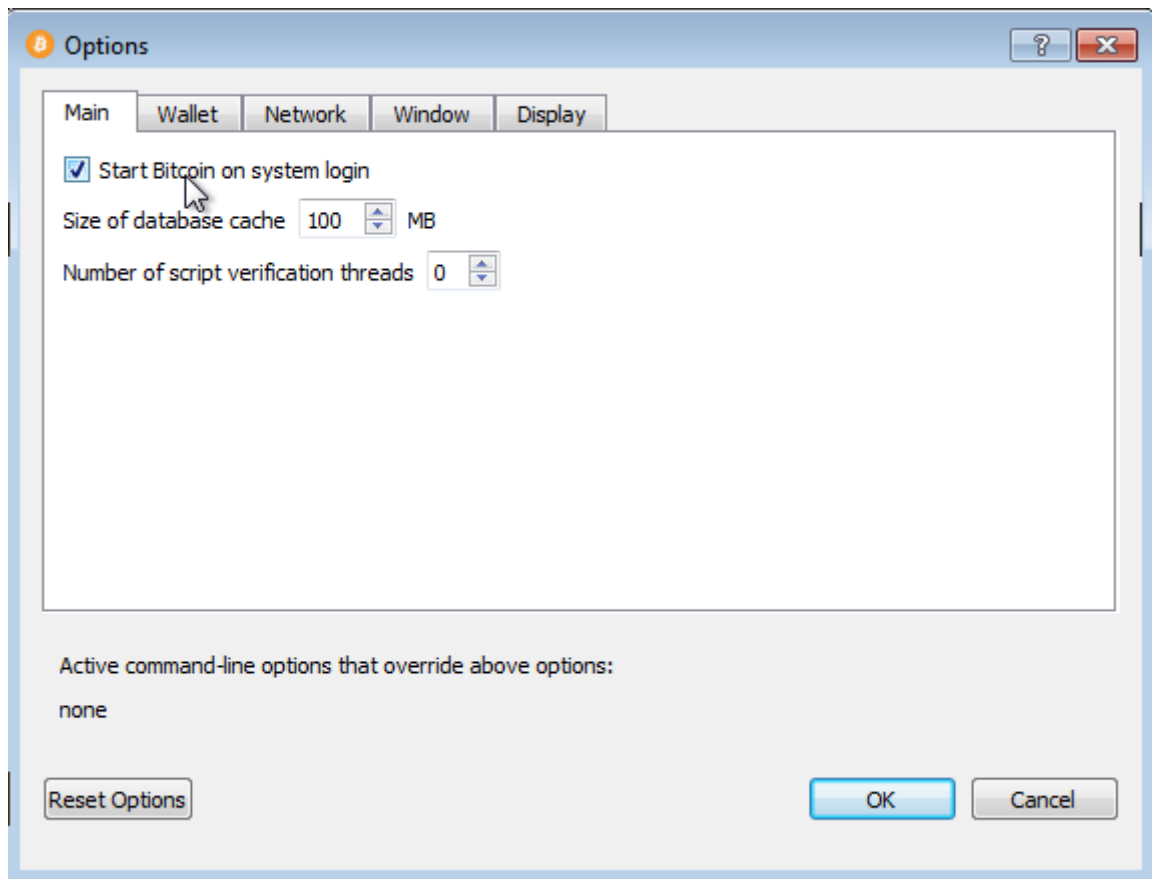 Options
Main Wallet Network Window Display
Start Bitcoin on system login
Size of database cache 100 MB
Number of script verification threads 0
Active command-line options that override above options:
none
Reset Options OK Cancel